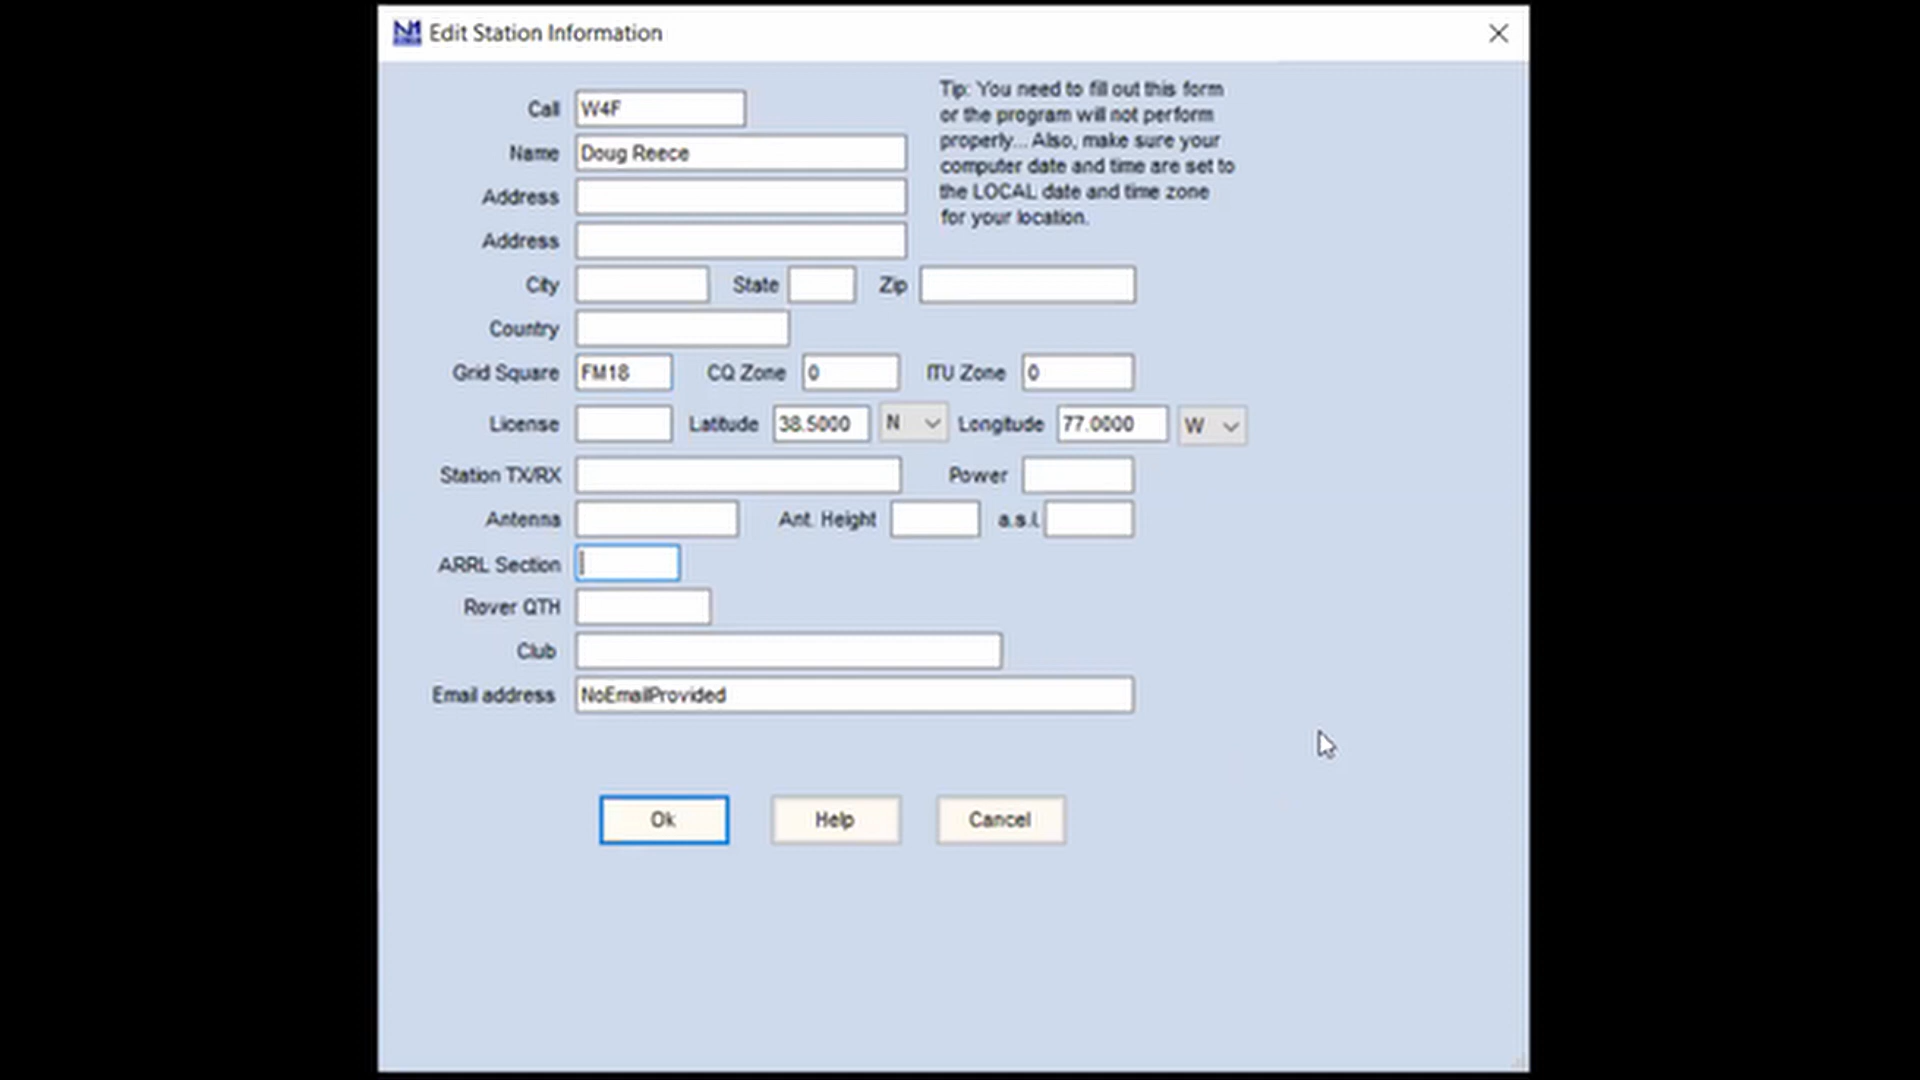 Edit Station Information
Call W4F
Name Doug Reece
Address
Address
City State Zip
Country
Grid Square FM18 CQ Zone 0 ITU Zone 0
License Latitude 38.5000 N Longitude 77.0000 W
Station TX/RX Power
Antenna Ant. Height a.s.l.
ARRL Section
Rover QTH
Club
Email address NoEmailProvided
Tip: You need to fill out this form
or the program will not perform
properly... Also, make sure your
computer date and time are set to
the LOCAL date and time zone
for your location.
Ok Help Cancel